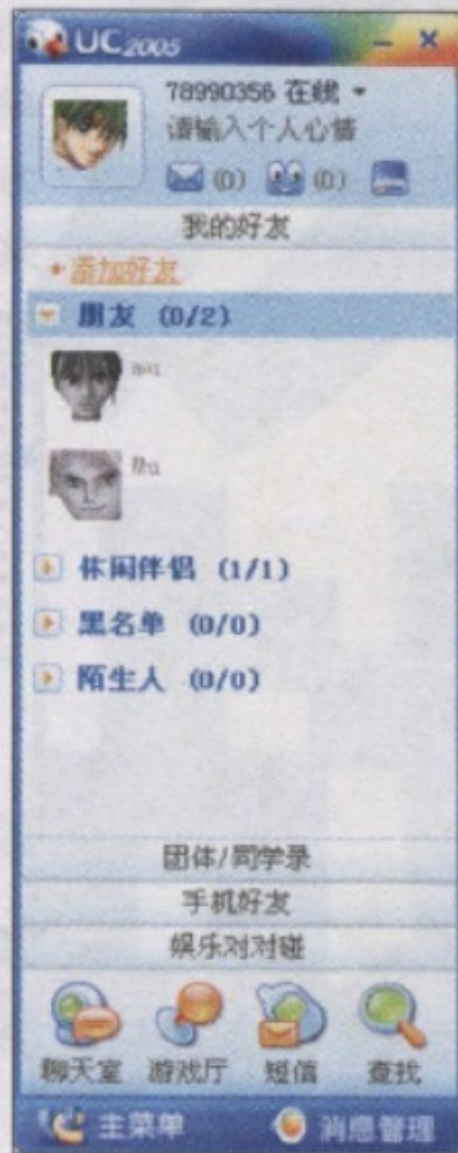 UC 2005
78990356 在线
请输入个人心情
(0) (0)
我的好友
添加好友
朋友 (0/2)
休闲伴侣 (1/1)
黑名单 (0/0)
陌生人 (0/0)
团体/同学录
手机好友
娱乐对对碰
聊天室 游戏厅 短信 查找
主菜单 消息管理